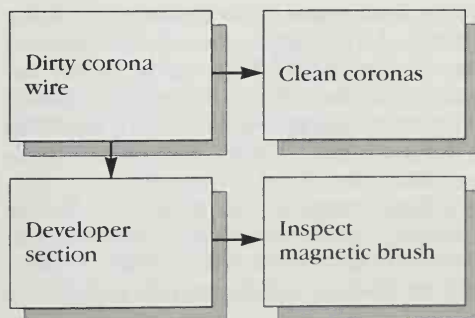 Dirty corona
wire
Clean coronas
Developer
section
Inspect
magnetic brush